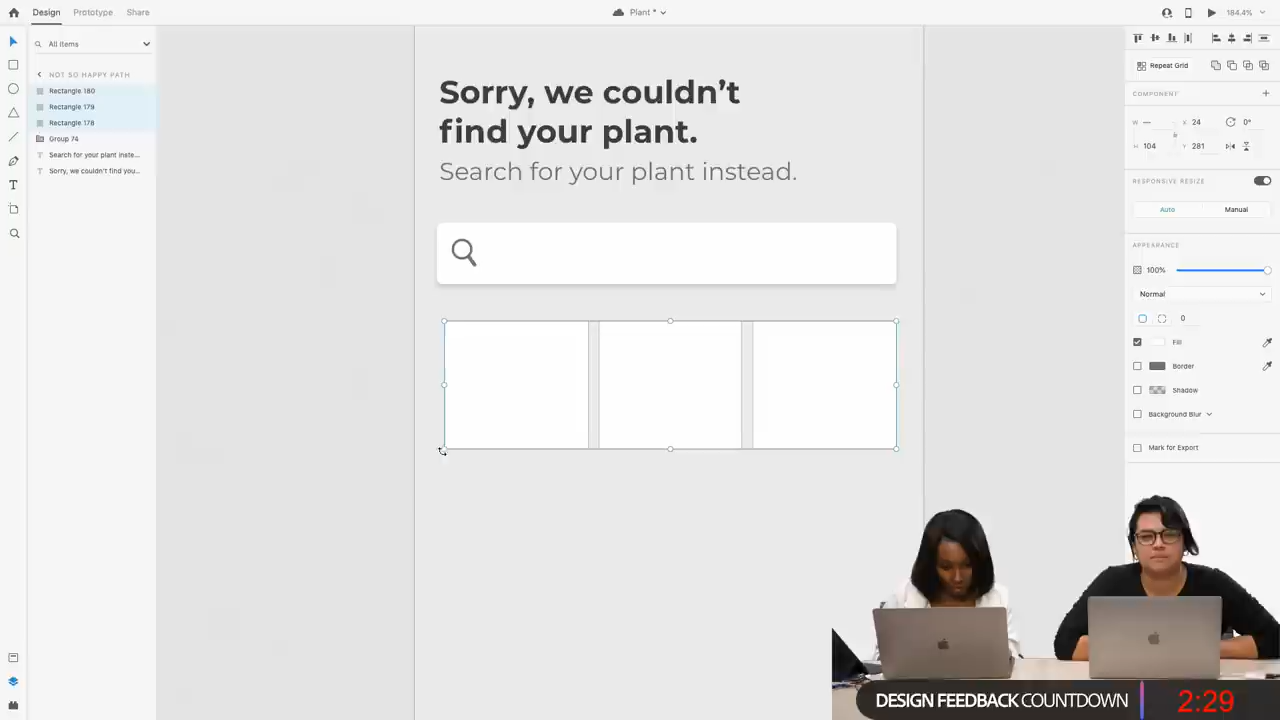 Design Prototype Share
Plant *
184.4%
All Items
NOT SO HAPPY PATH
Rectangle 180
Rectangle 179
Rectangle 178
Group 74
Search for your plant inste...
Sorry, we couldn't find you...
Sorry, we couldn't
find your plant.
Search for your plant instead.
Repeat Grid
COMPONENT
W — X 24 0°
H 104 Y 281
RESPONSIVE RESIZE
Auto Manual
APPEARANCE
100%
Normal
0
Fill
Border
Shadow
Background Blur
Mark for Export
DESIGN FEEDBACK COUNTDOWN 2:29